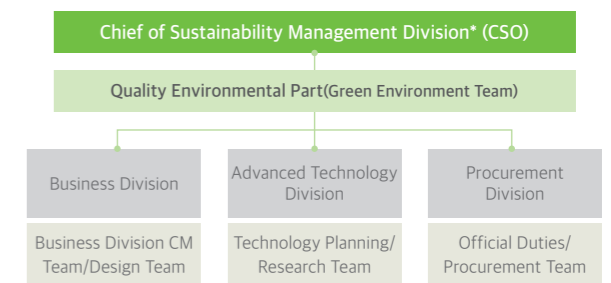 Chief of Sustainability Management Division* (CSO)
Quality Environmental Part(Green Environment Team)
Business Division
Advanced Technology
Division
Procurement
Division
Business Division CM
Team/Design Team
Technology Planning/
Research Team
Official Duties/
Procurement Team